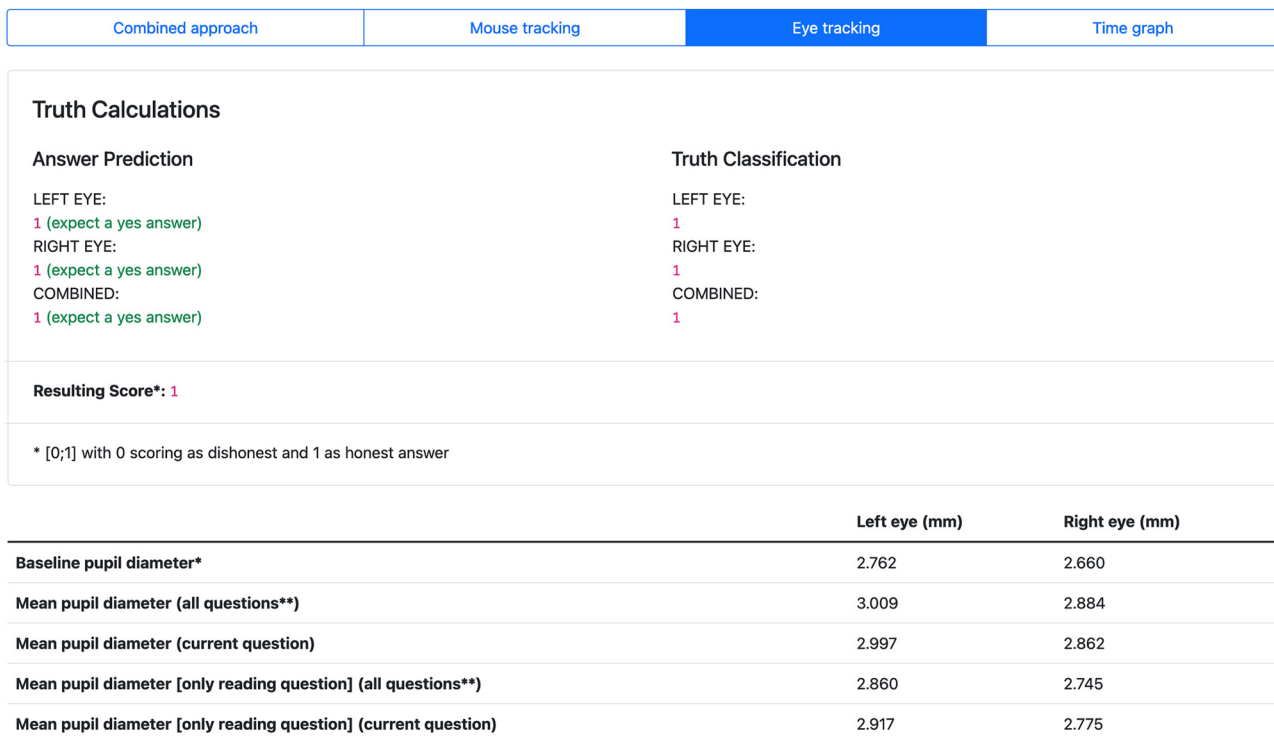 Combined approach Mouse tracking Eye tracking Time graph
Truth Calculations
Answer Prediction
LEFT EYE:
1 (expect a yes answer)
RIGHT EYE:
1 (expect a yes answer)
COMBINED:
1 (expect a yes answer)
Truth Classification
LEFT EYE:
1
RIGHT EYE:
1
COMBINED:
1
Resulting Score*: 1
* [0;1] with 0 scoring as dishonest and 1 as honest answer
Left eye (mm) Right eye (mm)
Baseline pupil diameter* 2.762 2.660
Mean pupil diameter (all questions**) 3.009 2.884
Mean pupil diameter (current question) 2.997 2.862
Mean pupil diameter [only reading question] (all questions**) 2.860 2.745
Mean pupil diameter [only reading question] (current question) 2.917 2.775